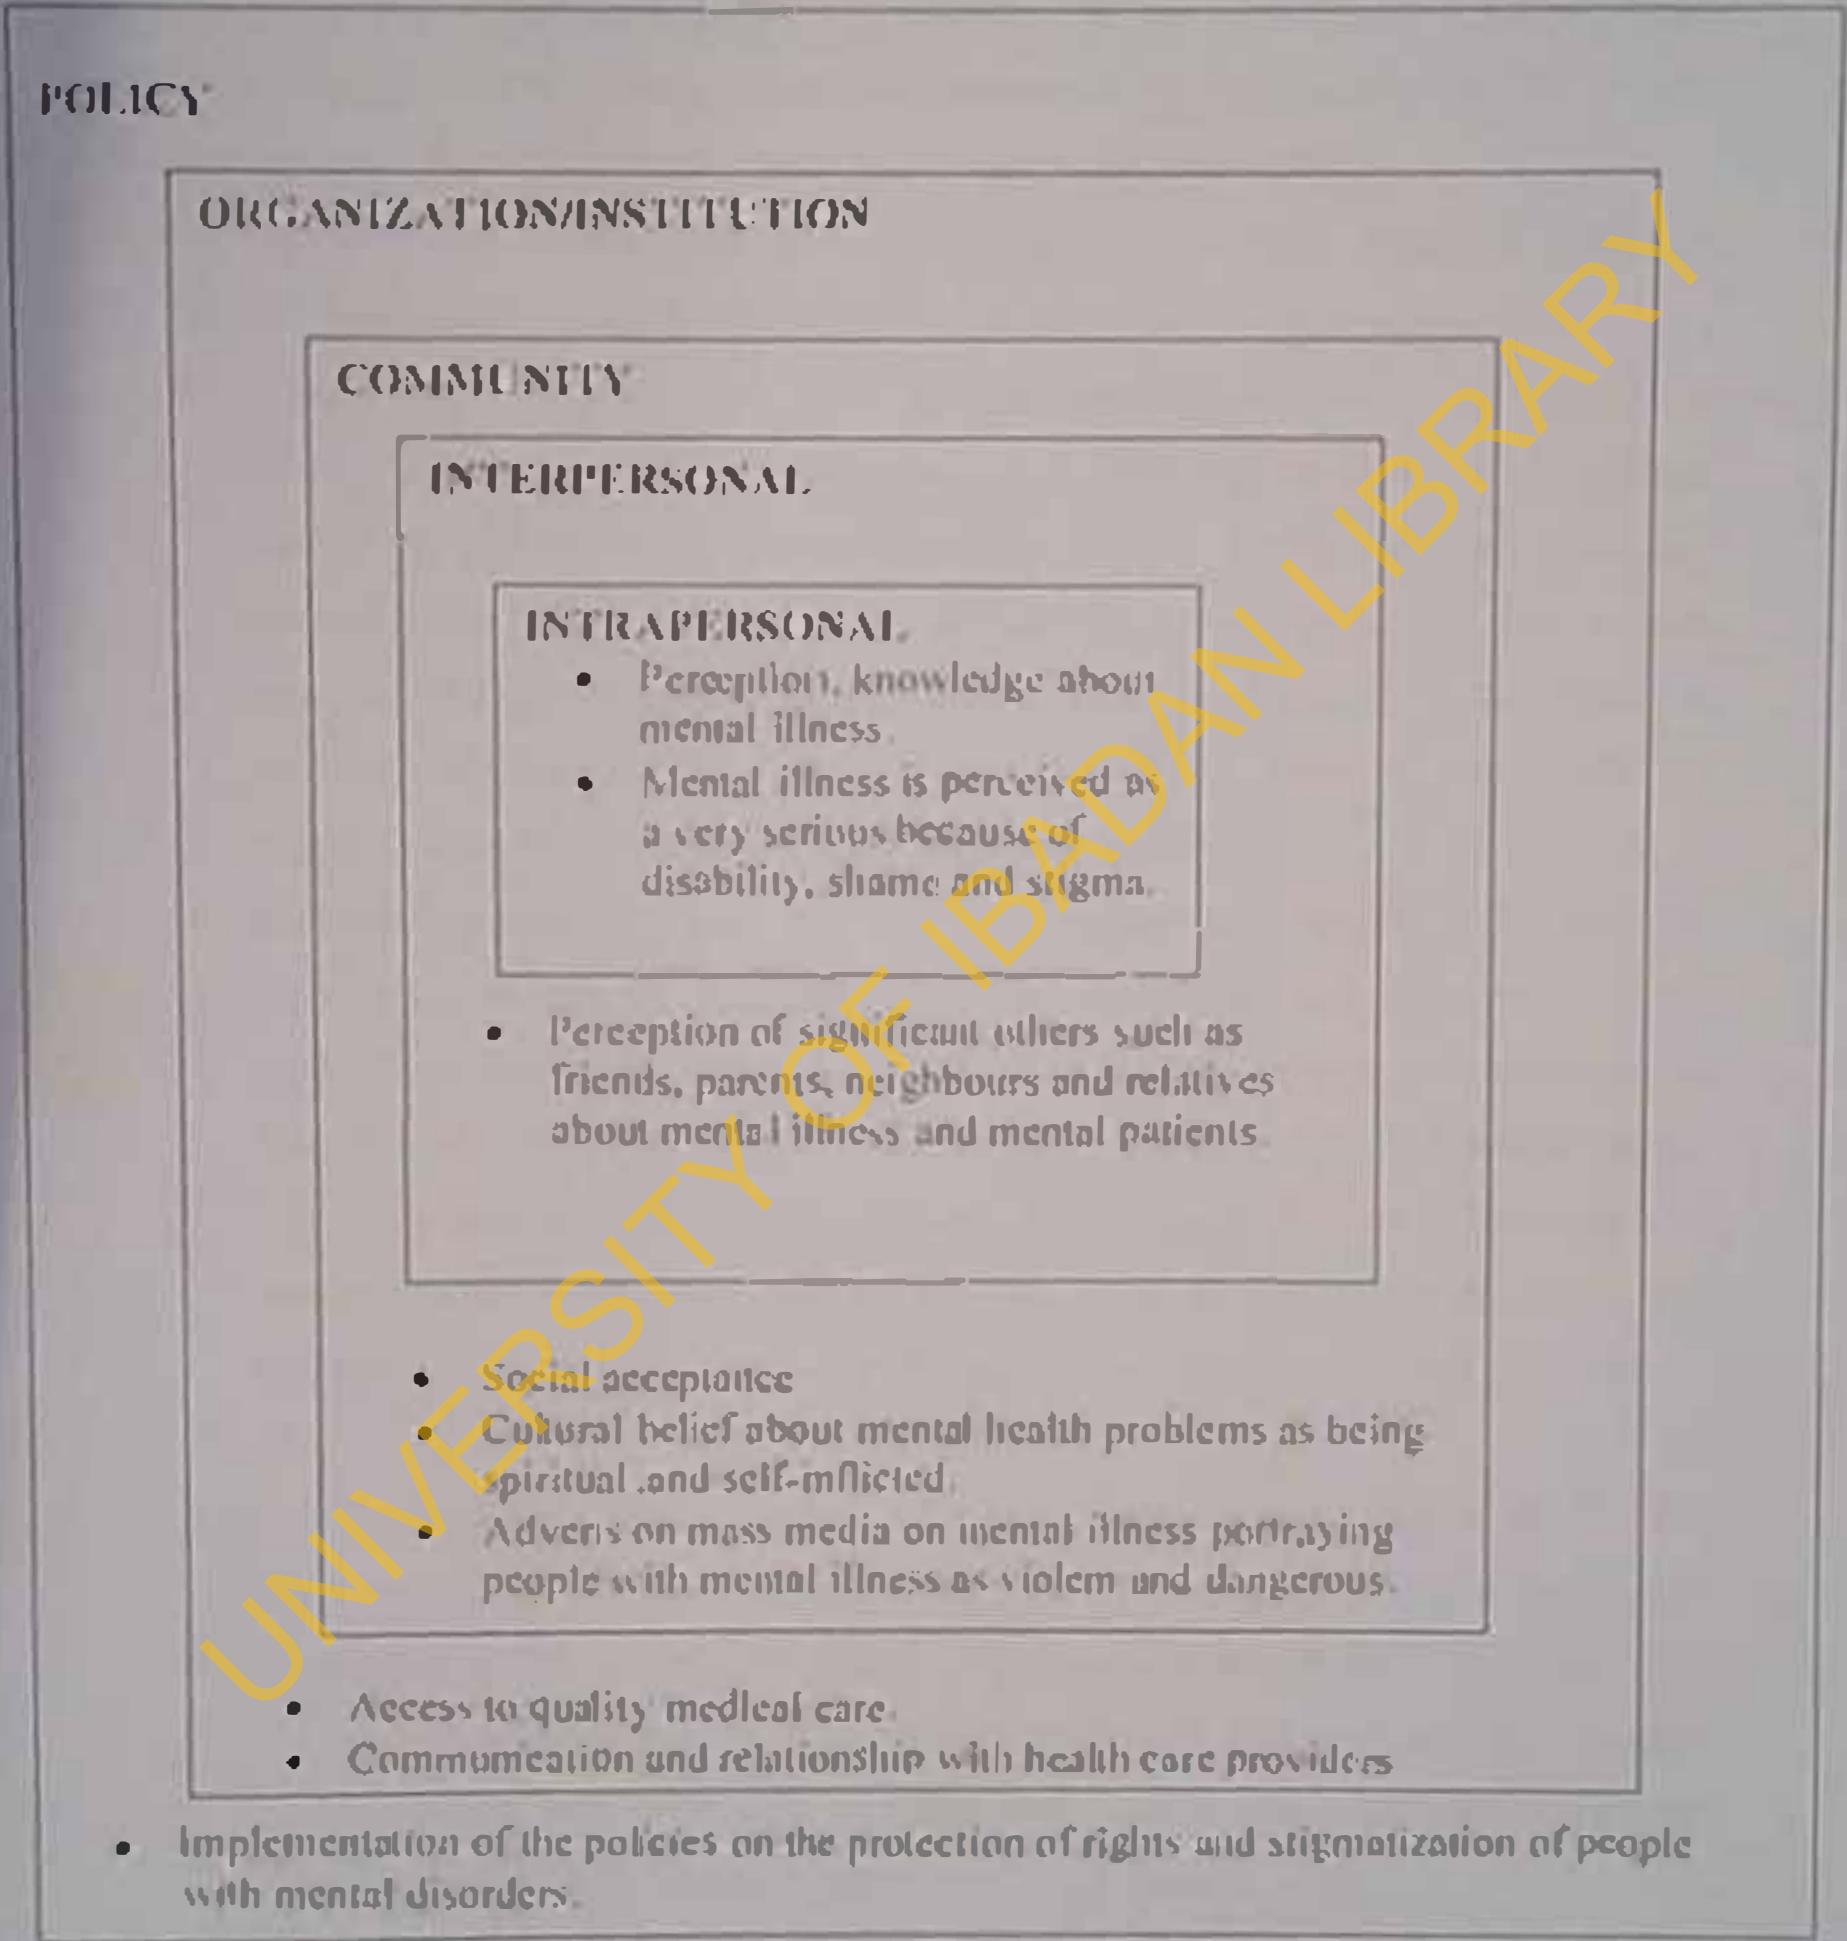 POLICY
ORGANIZATION/INSTITUTION
COMMUNITY
INTERPERSONAL
INTRAPERSONAL
• Perception, knowledge about
mental illness.
• Mental illness is perceived as
a very serious because of
disability, shame and stigma.
• Perception of significant others such as
friends, parents, neighbours and relatives
about mental illness and mental patients
• Social acceptance
• Cultural belief about mental health problems as being
spiritual and self-inflicted.
• Adverts on mass media on mental illness portraying
people with mental illness as violent and dangerous.
• Access to quality medical care.
• Communication and relationship with health care providers
• Implementation of the policies on the protection of rights and stigmatization of people
with mental disorders.
UNIVERSITY OF IBADAN LIBRARY